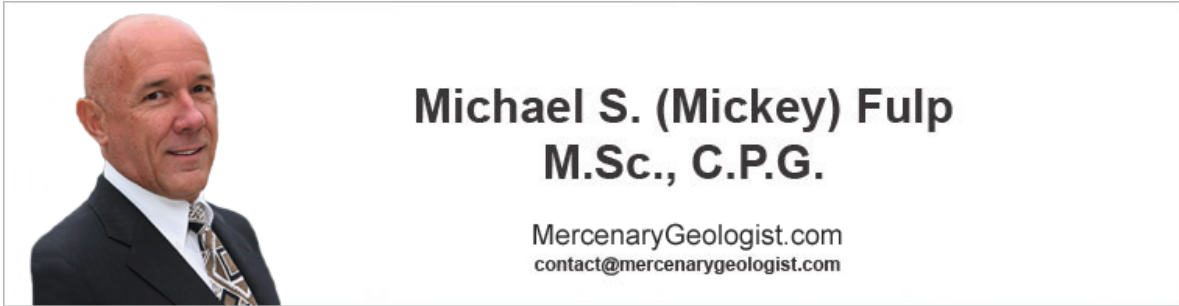 Michael S. (Mickey) Fulp
M.Sc., C.P.G.
MercenaryGeologist.com
contact@mercenarygeologist.com